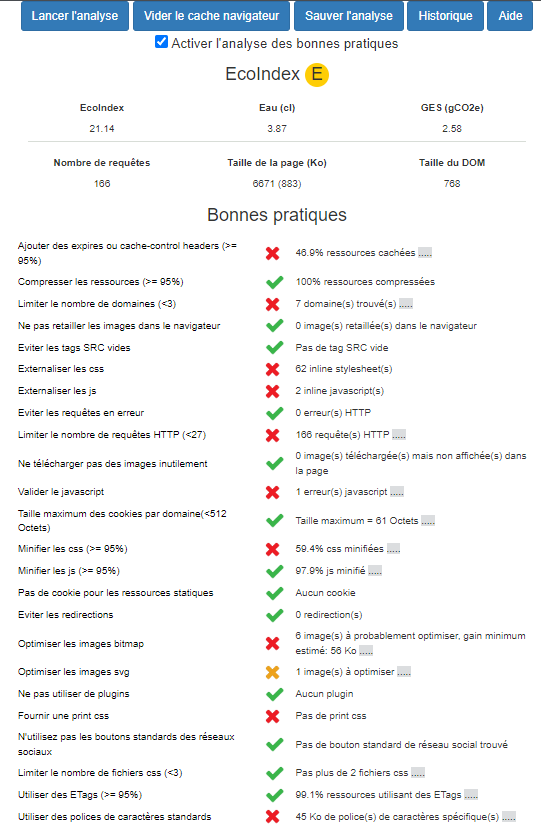 Lancer l'analyse Vider le cache navigateur Sauver l'analyse Historique Aide
Activer l'analyse des bonnes pratiques
EcoIndex E
EcoIndex Eau (cl) GES (gCO2e)
21.14 3.87 2.58
Nombre de requêtes Taille de la page (Ko) Taille du DOM
166 6671 (883) 768
Bonnes pratiques
Ajouter des expires ou cache-control headers (>=
95%)
46.9% ressources cachées .....
Compresser les ressources (>= 95%) 100% ressources compressées
Limiter le nombre de domaines (<3) 7 domaine(s) trouvé(s) .....
Ne pas retailler les images dans le navigateur 0 image(s) retaillée(s) dans le navigateur
Eviter les tags SRC vides Pas de tag SRC vide
Externaliser les css 62 inline stylesheet(s)
Externaliser les js 2 inline javascript(s)
Eviter les requêtes en erreur 0 erreur(s) HTTP
Limiter le nombre de requêtes HTTP (<27) 166 requête(s) HTTP .....
Ne télécharger pas des images inutilement
0 image(s) téléchargée(s) mais non affichée(s) dans
la page
Valider le javascript 1 erreur(s) javascript .....
Taille maximum des cookies par domaine(<512
Octets)
Taille maximum = 61 Octets .....
Minifier les css (>= 95%) 59.4% css minifiées .....
Minifier les js (>= 95%) 97.9% js minifié .....
Pas de cookie pour les ressources statiques Aucun cookie
Eviter les redirections 0 redirection(s)
Optimiser les images bitmap
6 image(s) à probablement optimiser, gain minimum
estimé: 56 Ko .....
Optimiser les images svg 1 image(s) à optimiser .....
Ne pas utiliser de plugins Aucun plugin
Fournir une print css Pas de print css
N'utilisez pas les boutons standards des réseaux
sociaux
Pas de bouton standard de réseau social trouvé
Limiter le nombre de fichiers css (<3) Pas plus de 2 fichiers css .....
Utiliser des ETags (>= 95%) 99.1% ressources utilisant des ETags .....
Utiliser des polices de caractères standards 45 Ko de police(s) de caractères spécifique(s) .....